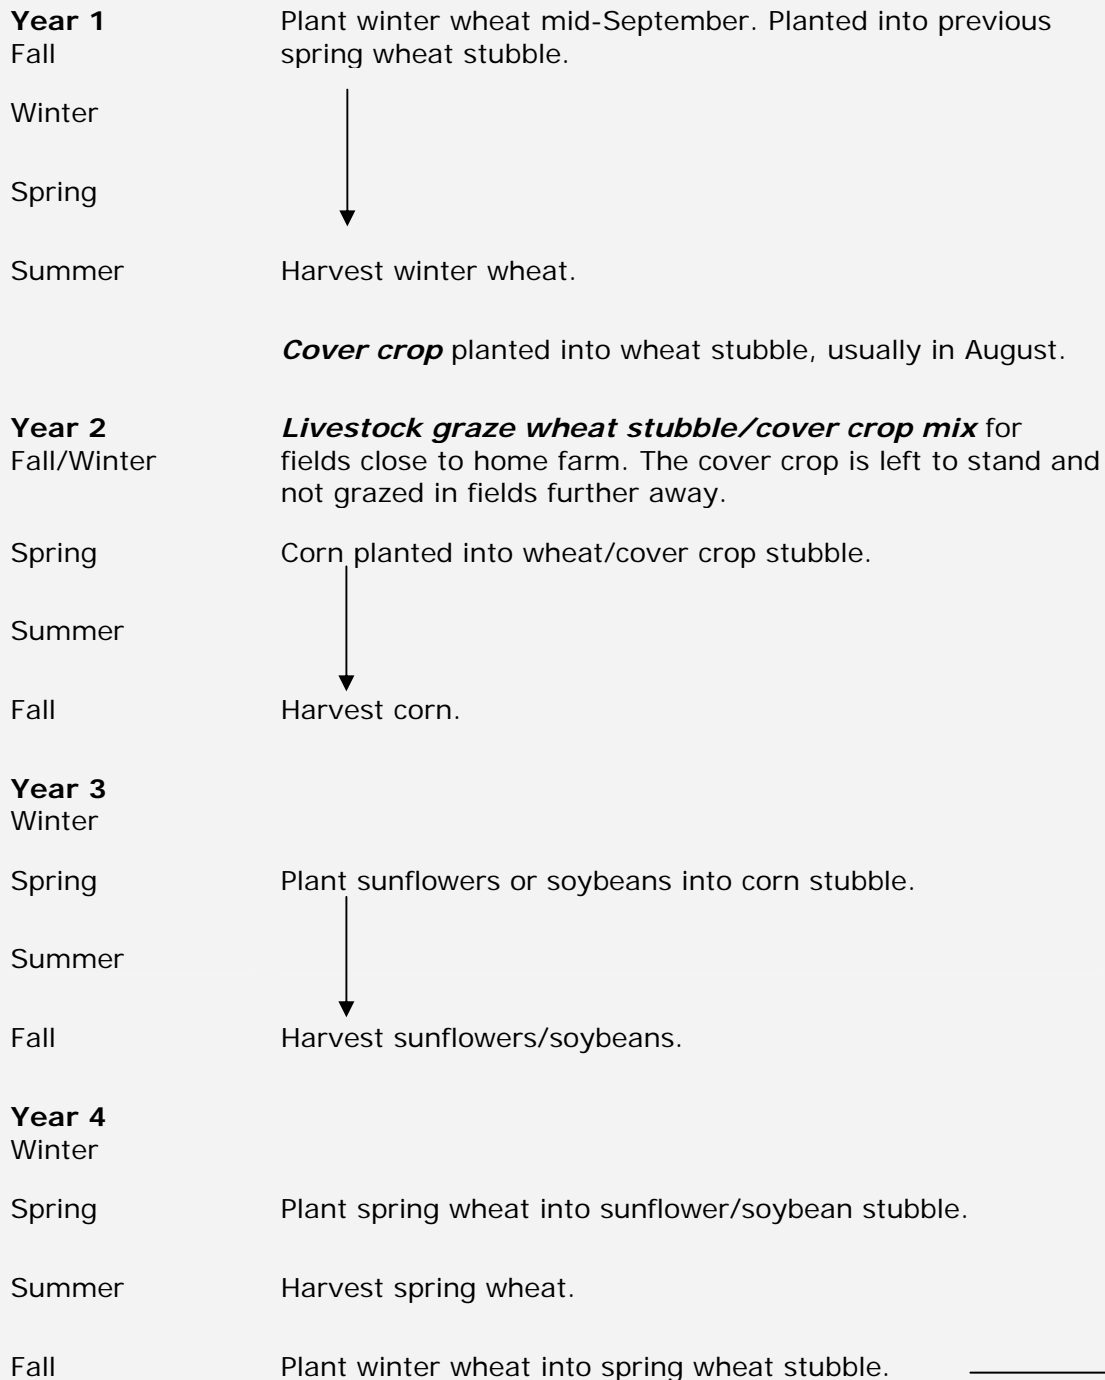 Year 1 Plant winter wheat mid-September. Planted into previous
Fall spring wheat stubble.
Winter
Spring
Summer Harvest winter wheat.
Cover crop planted into wheat stubble, usually in August.
Year 2 Livestock graze wheat stubble/cover crop mix for
Fall/Winter fields close to home farm. The cover crop is left to stand and
not grazed in fields further away.
Spring Corn planted into wheat/cover crop stubble.
Summer
Fall Harvest corn.
Year 3
Winter
Spring Plant sunflowers or soybeans into corn stubble.
Summer
Fall Harvest sunflowers/soybeans.
Year 4
Winter
Spring Plant spring wheat into sunflower/soybean stubble.
Summer Harvest spring wheat.
Fall Plant winter wheat into spring wheat stubble.